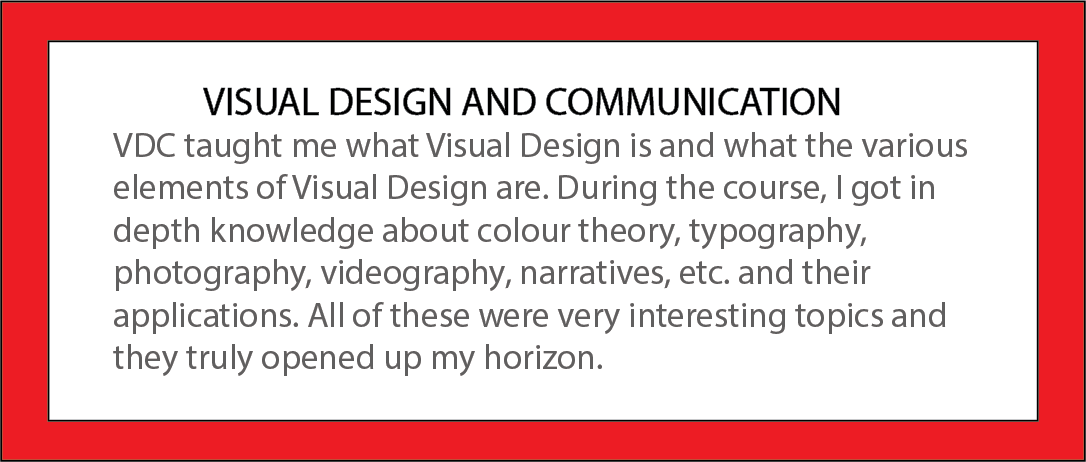 VISUAL DESIGN AND COMMUNICATION
VDC taught me what Visual Design is and what the various
elements of Visual Design are. During the course, I got in
depth knowledge about colour theory, typography,
photography, videography, narratives, etc. and their
applications. All of these were very interesting topics and
they truly opened up my horizon.